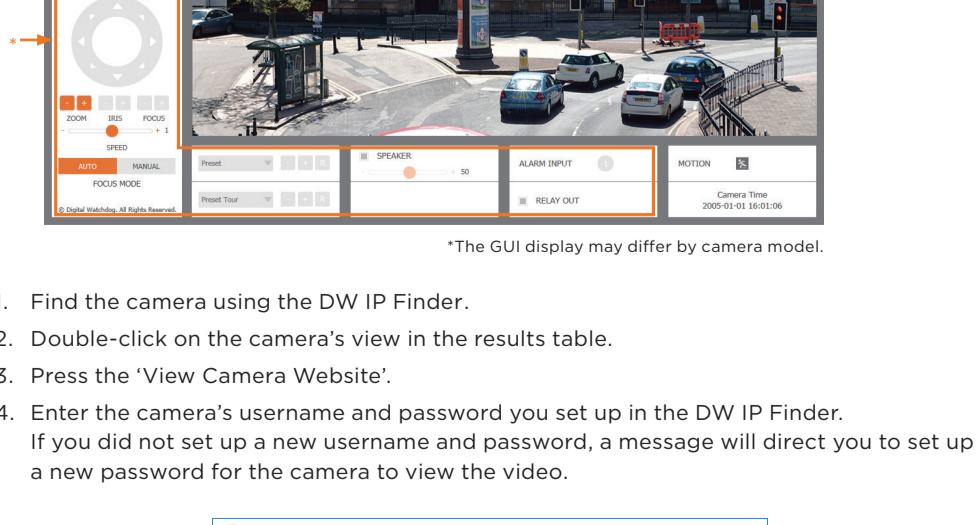 *
- + - + - R
ZOOM IRIS FOCUS
- + 1
SPEED
AUTO MANUAL
FOCUS MODE
© Digital Watchdog. All Rights Reserved.
Preset - + R
Preset Tour - + R
SPEAKER
- + 50
ALARM INPUT 1
RELAY OUT
MOTION
Camera Time
2005-01-01 16:01:06
*The GUI display may differ by camera model.
1. Find the camera using the DW IP Finder.
2. Double-click on the camera’s view in the results table.
3. Press the ‘View Camera Website’.
4. Enter the camera’s username and password you set up in the DW IP Finder.
If you did not set up a new username and password, a message will direct you to set up
a new password for the camera to view the video.